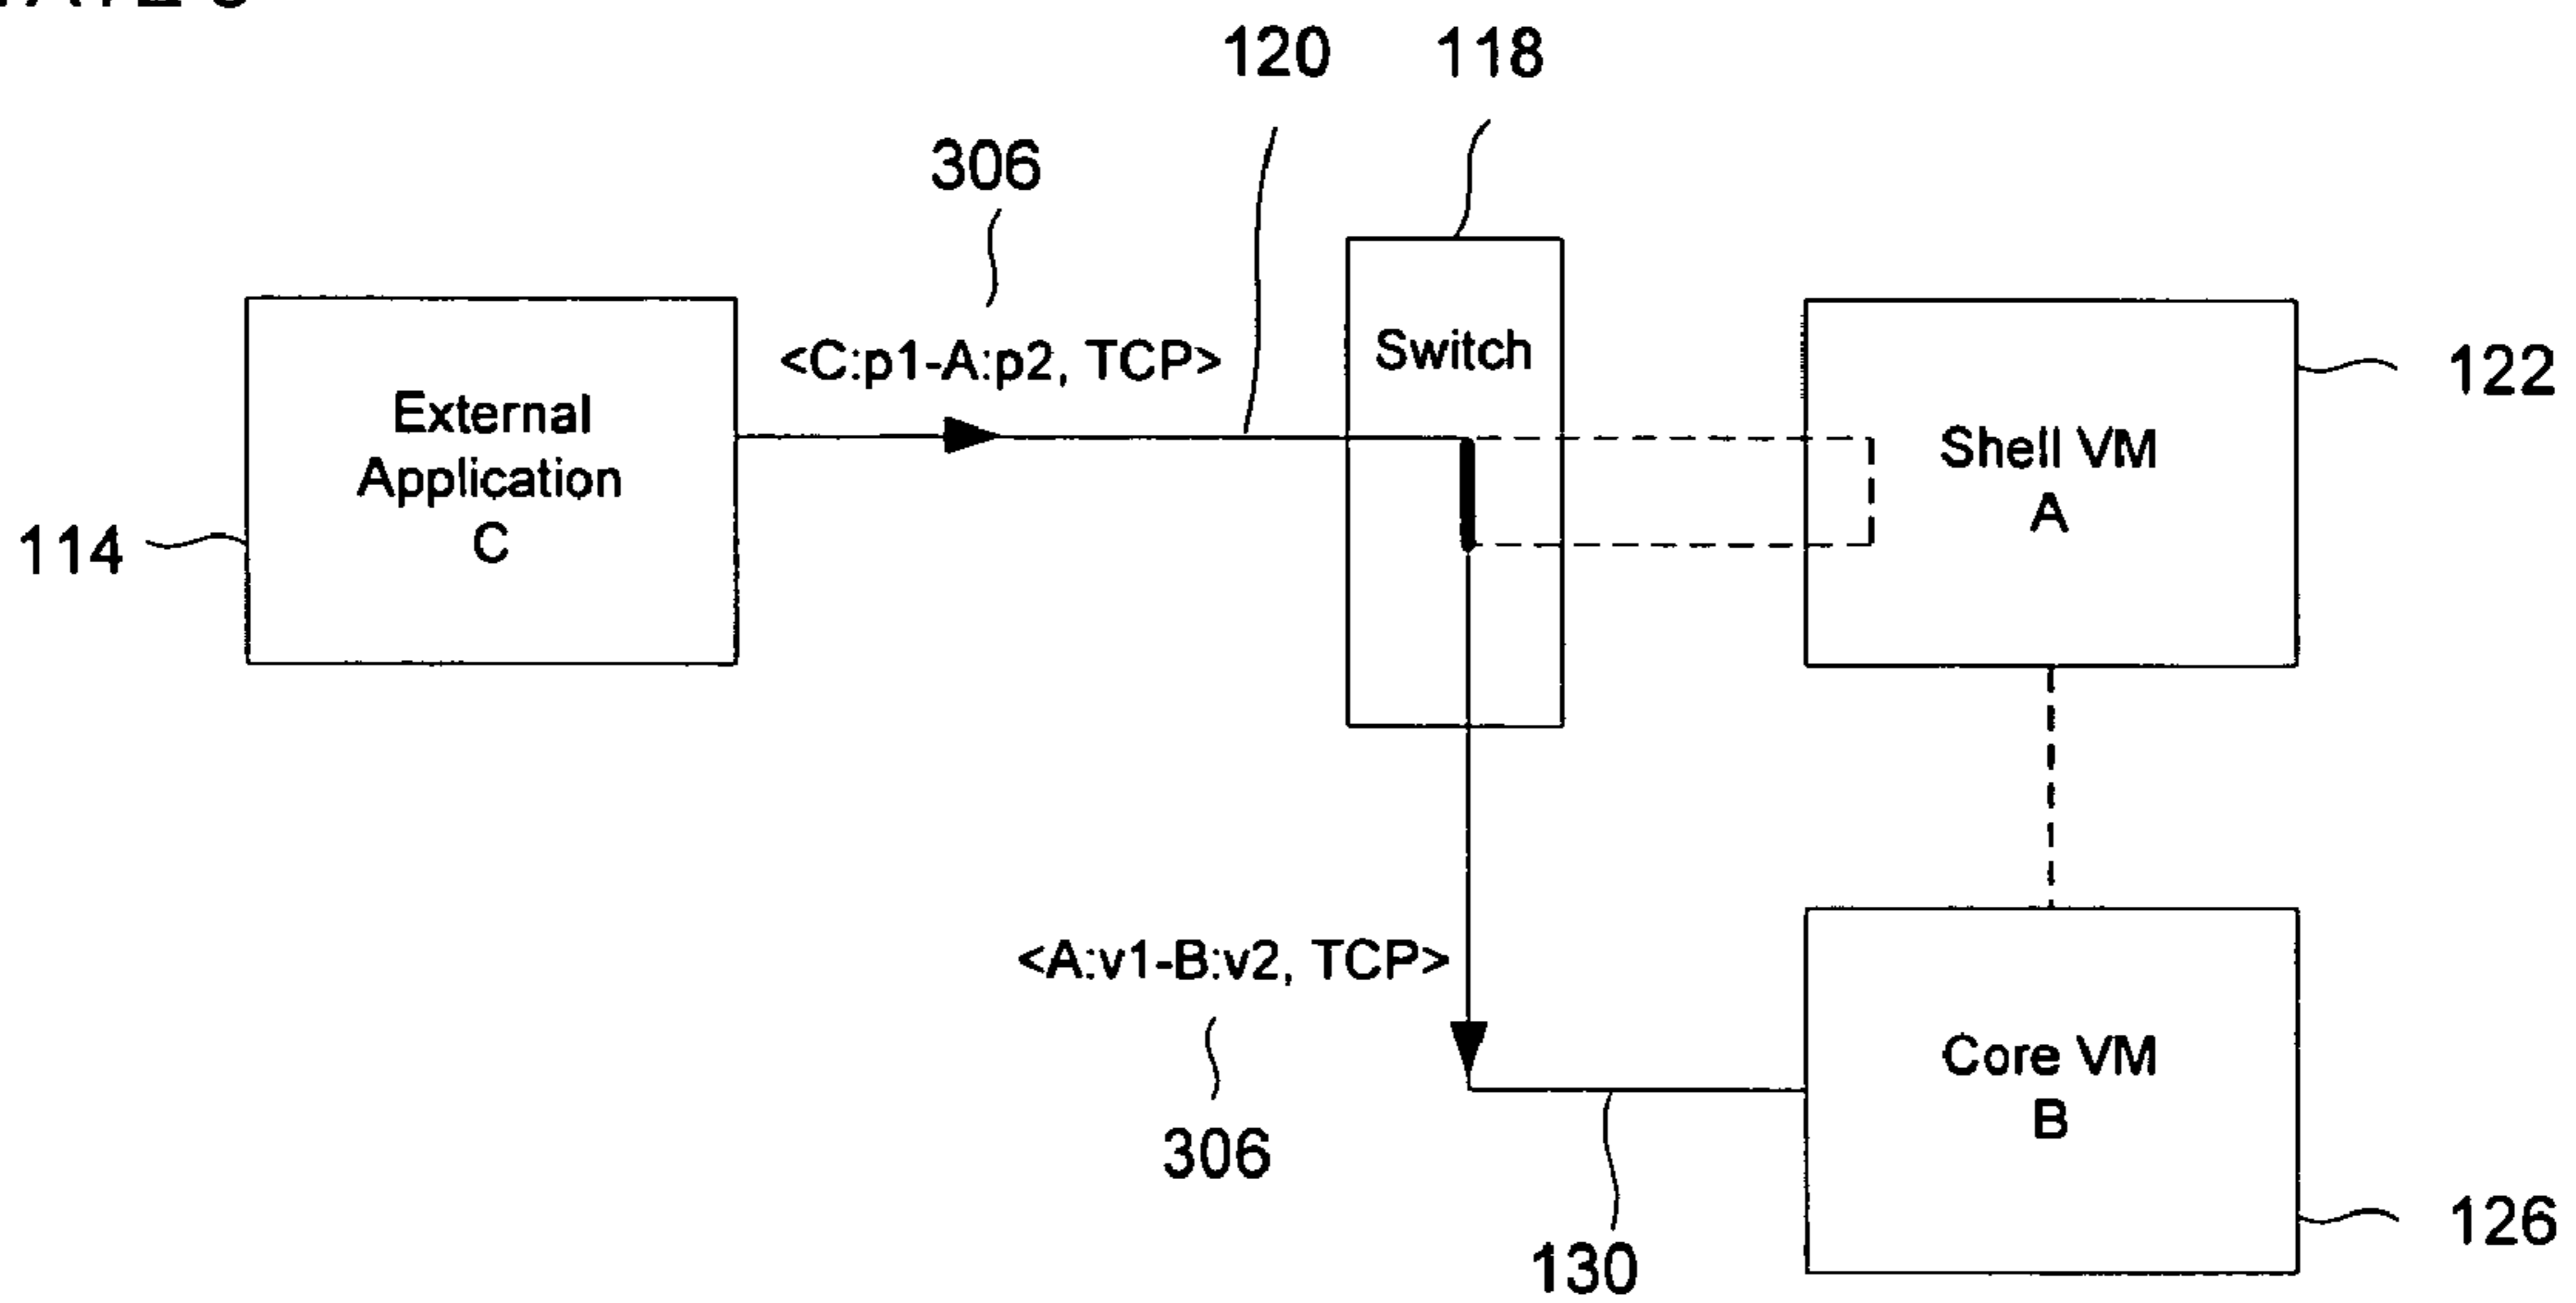 120
118
306
<C:p1-A:p2, TCP>
Switch
122
External
Application
C
Shell VM
A
114
<A:v1-B:v2, TCP>
306
Core VM
B
130
126